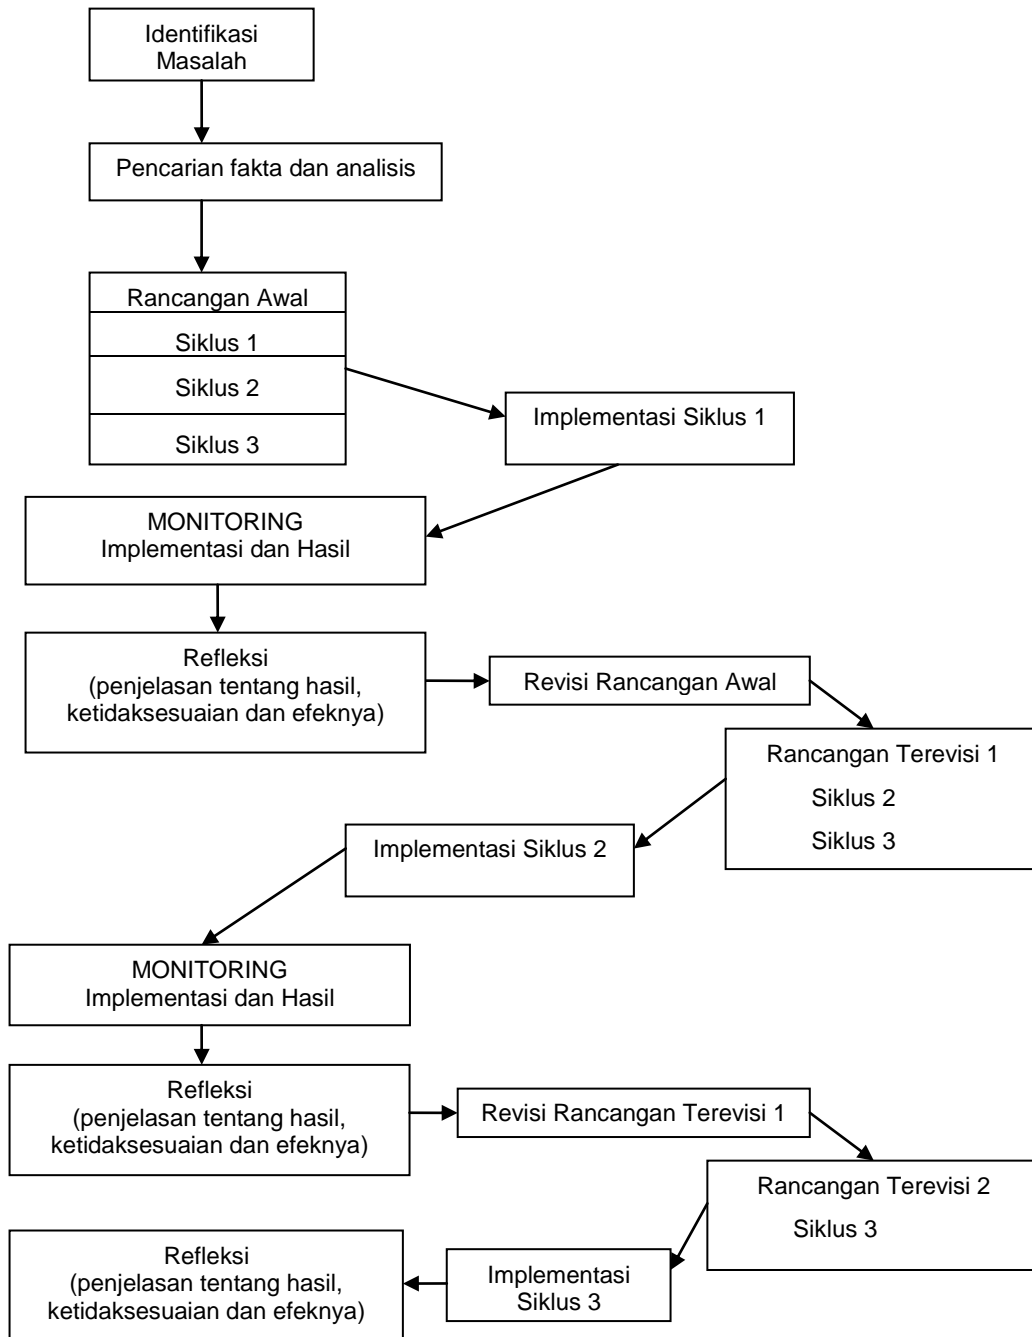 Identifikasi
Masalah
Pencarian fakta dan analisis
Rancangan Awal
Siklus 1
Siklus 2
Siklus 3
Implementasi Siklus 1
MONITORING
Implementasi dan Hasil
Refleksi
(penjelasan tentang hasil,
ketidaksesuaian dan efeknya)
Revisi Rancangan Awal
Rancangan Terevisi 1
Siklus 2
Siklus 3
Implementasi Siklus 2
MONITORING
Implementasi dan Hasil
Refleksi
(penjelasan tentang hasil,
ketidaksesuaian dan efeknya)
Revisi Rancangan Terevisi 1
Rancangan Terevisi 2
Siklus 3
Implementasi
Siklus 3
Refleksi
(penjelasan tentang hasil,
ketidaksesuaian dan efeknya)